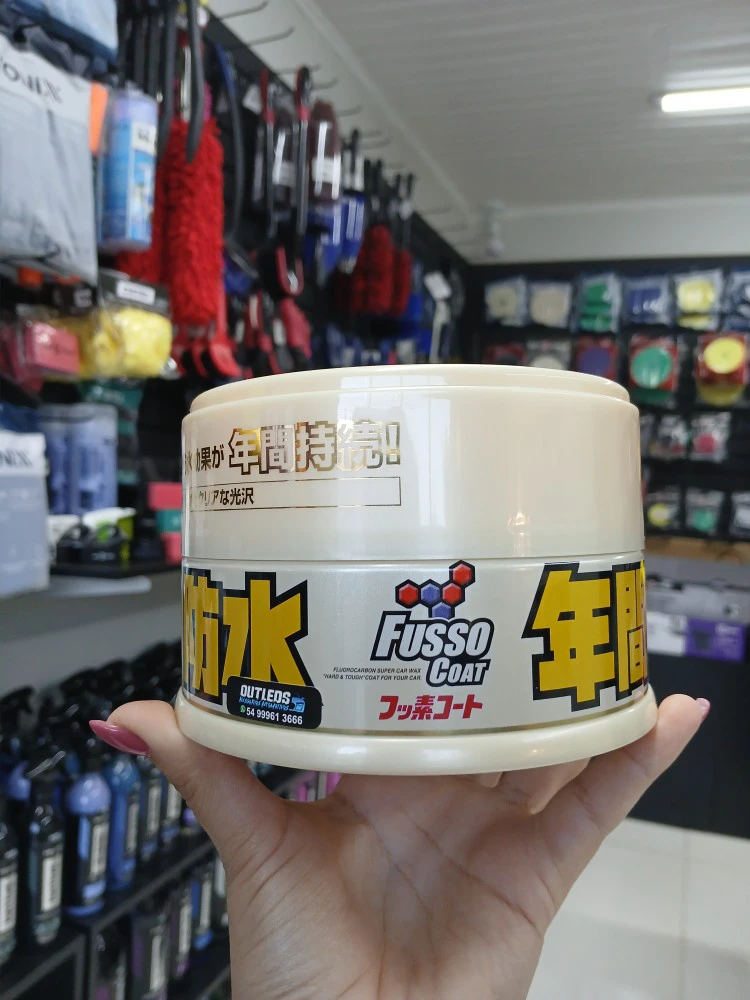 効果が 年間持続!
クリアな光沢
防水
FUSSO
COAT
FLUOROCARBON SUPER CAR WAX
"HARD & TOUGH" COAT FOR YOUR CAR
フッ素コート
年間
OUTLEDS
54 99961 3666